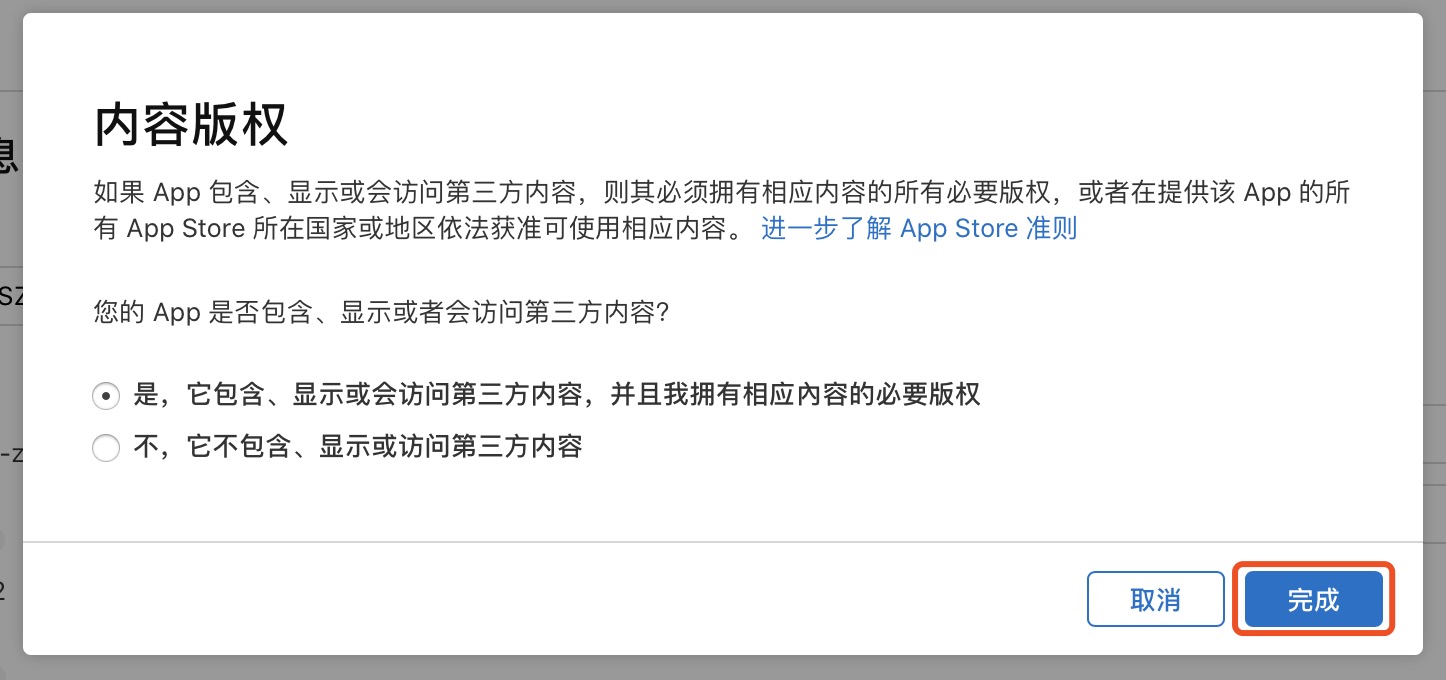 内容版权
如果 App 包含、显示或会访问第三方内容，则其必须拥有相应内容的所有必要版权，或者在提供该 App 的所
有 App Store 所在国家或地区依法获准可使用相应内容。 进一步了解 App Store 准则
息
SZ
您的 App 是否包含、显示或者会访问第三方内容?
是，它包含、显示或会访问第三方内容，并且我拥有相应内容的必要版权
不，它不包含、显示或访问第三方内容
-z
2
取消 完成